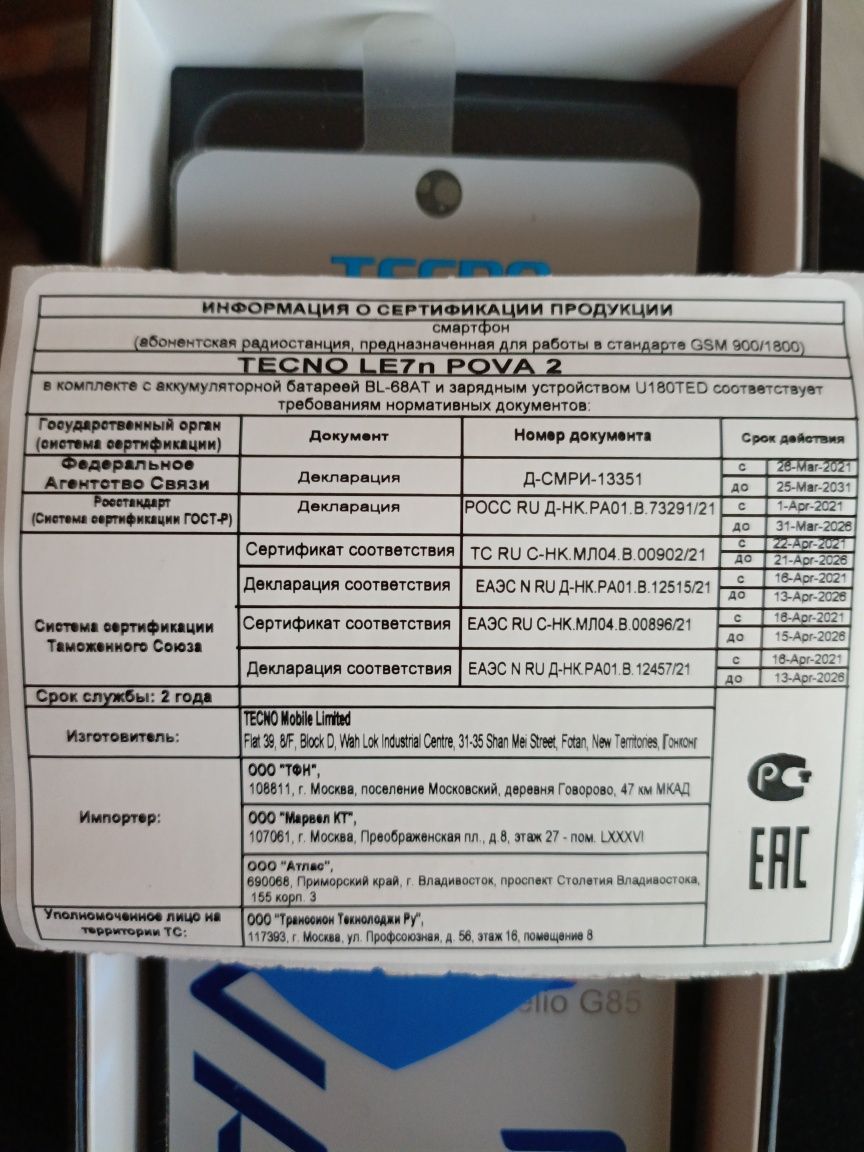 TECNO
ИНФОРМАЦИЯ О СЕРТИФИКАЦИИ ПРОДУКЦИИ
смартфон
(абонентская радиостанция, предназначенная для работы в стандарте GSM 900/1800)
TECNO LE7n POVA 2
в комплекте с аккумуляторной батареей BL-68AT и зарядным устройством U180TED соответствует
требованиям нормативных документов:
Государственный орган
(система сертификации)
Документ
Номер документа
Срок действия
Федеральное
Агентство Связи
Декларация
Д-СМРИ-13351
с 26-Mar-2021
до 25-Mar-2031
Росстандарт
(Система сертификации ГОСТ-Р)
Декларация
РОСС RU Д-НК.РА01.В.73291/21
с 1-Apr-2021
до 31-Mar-2026
Система сертификации
Таможенного Союза
Сертификат соответствия
ТС RU С-НК.МЛ04.В.00902/21
с 22-Apr-2021
до 21-Apr-2026
Декларация соответствия
ЕАЭС N RU Д-НК.РА01.В.12515/21
с 16-Apr-2021
до 13-Apr-2026
Сертификат соответствия
ЕАЭС RU С-НК.МЛ04.В.00896/21
с 16-Apr-2021
до 15-Apr-2026
Декларация соответствия
ЕАЭС N RU Д-НК.РА01.В.12457/21
с 16-Apr-2021
до 13-Apr-2026
Срок службы: 2 года
Изготовитель:
TECNO Mobile Limited
Flat 39, 8/F, Block D, Wah Lok Industrial Centre, 31-35 Shan Mei Street, Fotan, New Territories, Гонконг
Импортер:
ООО "ТФН",
108811, г. Москва, поселение Московский, деревня Говорово, 47 км МКАД
ООО "Марвел КТ",
107061, г. Москва, Преображенская пл., д.8, этаж 27 - пом. LXXXVI
ООО "Атлас",
690068, Приморский край, г. Владивосток, проспект Столетия Владивостока,
155 корп. 3
Уполномоченное лицо на
территории ТС:
ООО "Транссион Текнолоджи Ру",
117393, г. Москва, ул. Профсоюзная, д. 56, этаж 16, помещение 8
РСТ
EAC
elio G85